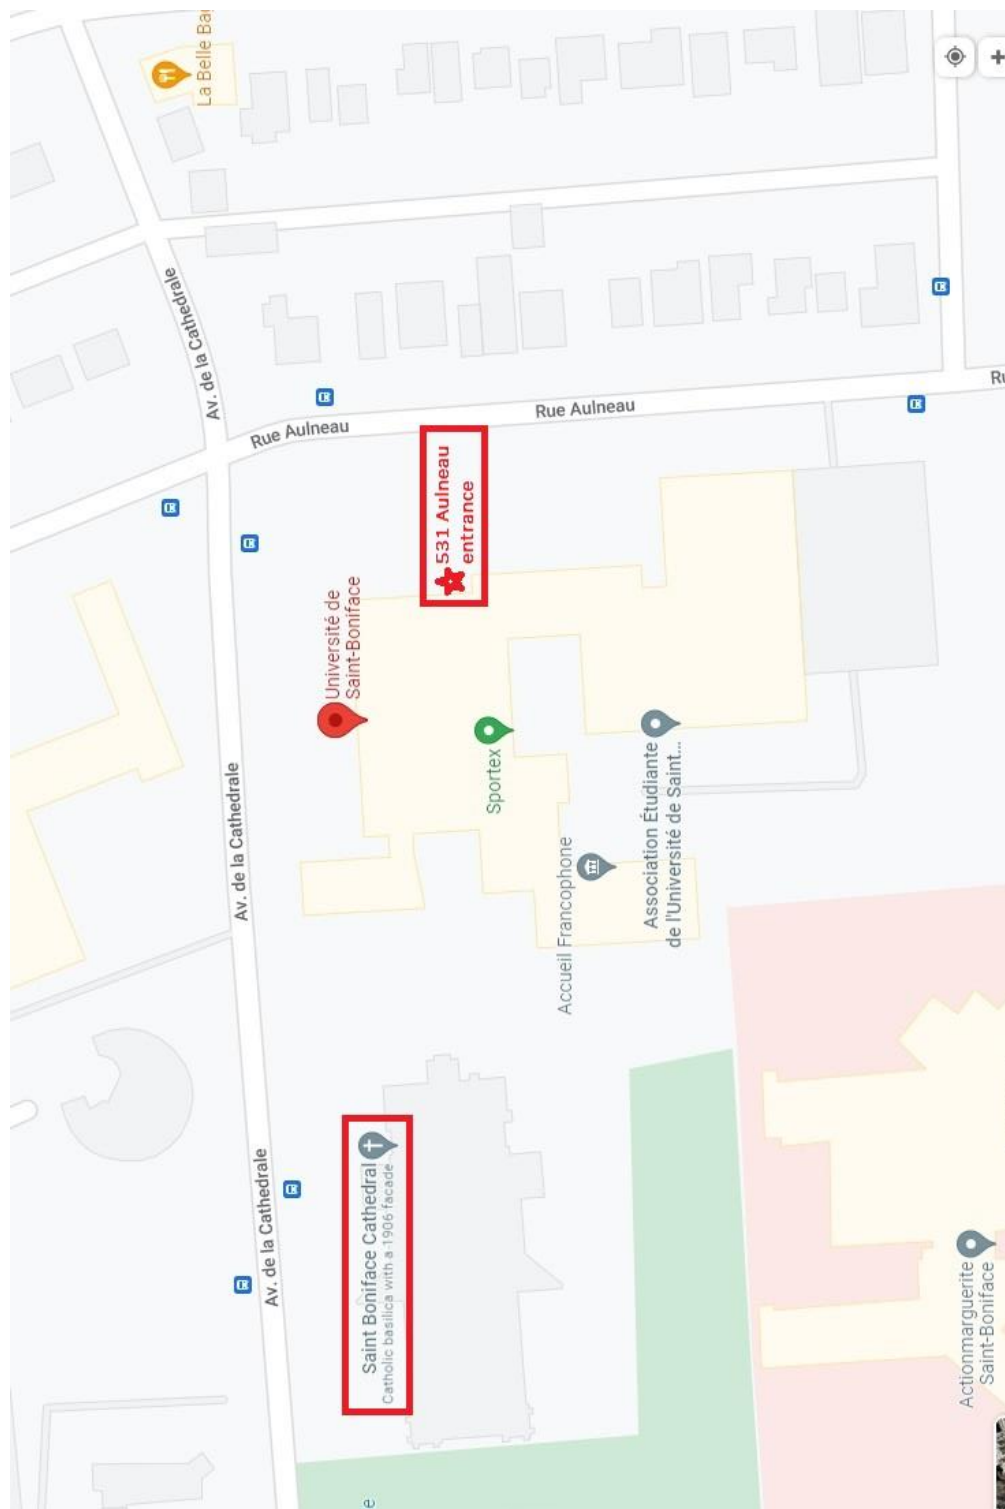 La Belle Ba
Av. de la Cathedrale
Av. de la Cathedrale
Av. de la Cathedrale
Rue Aulneau
Université de
Saint-Boniface
Saint Boniface Cathedral
Catholic basilica with a 1906 facade
e
531 Aulneau
entrance
Sportex
Rue Aulneau
Accueil Francophone
Association Étudiante
de l'Université de Saint...
Actionmarguerite
Saint-Boniface
Ru